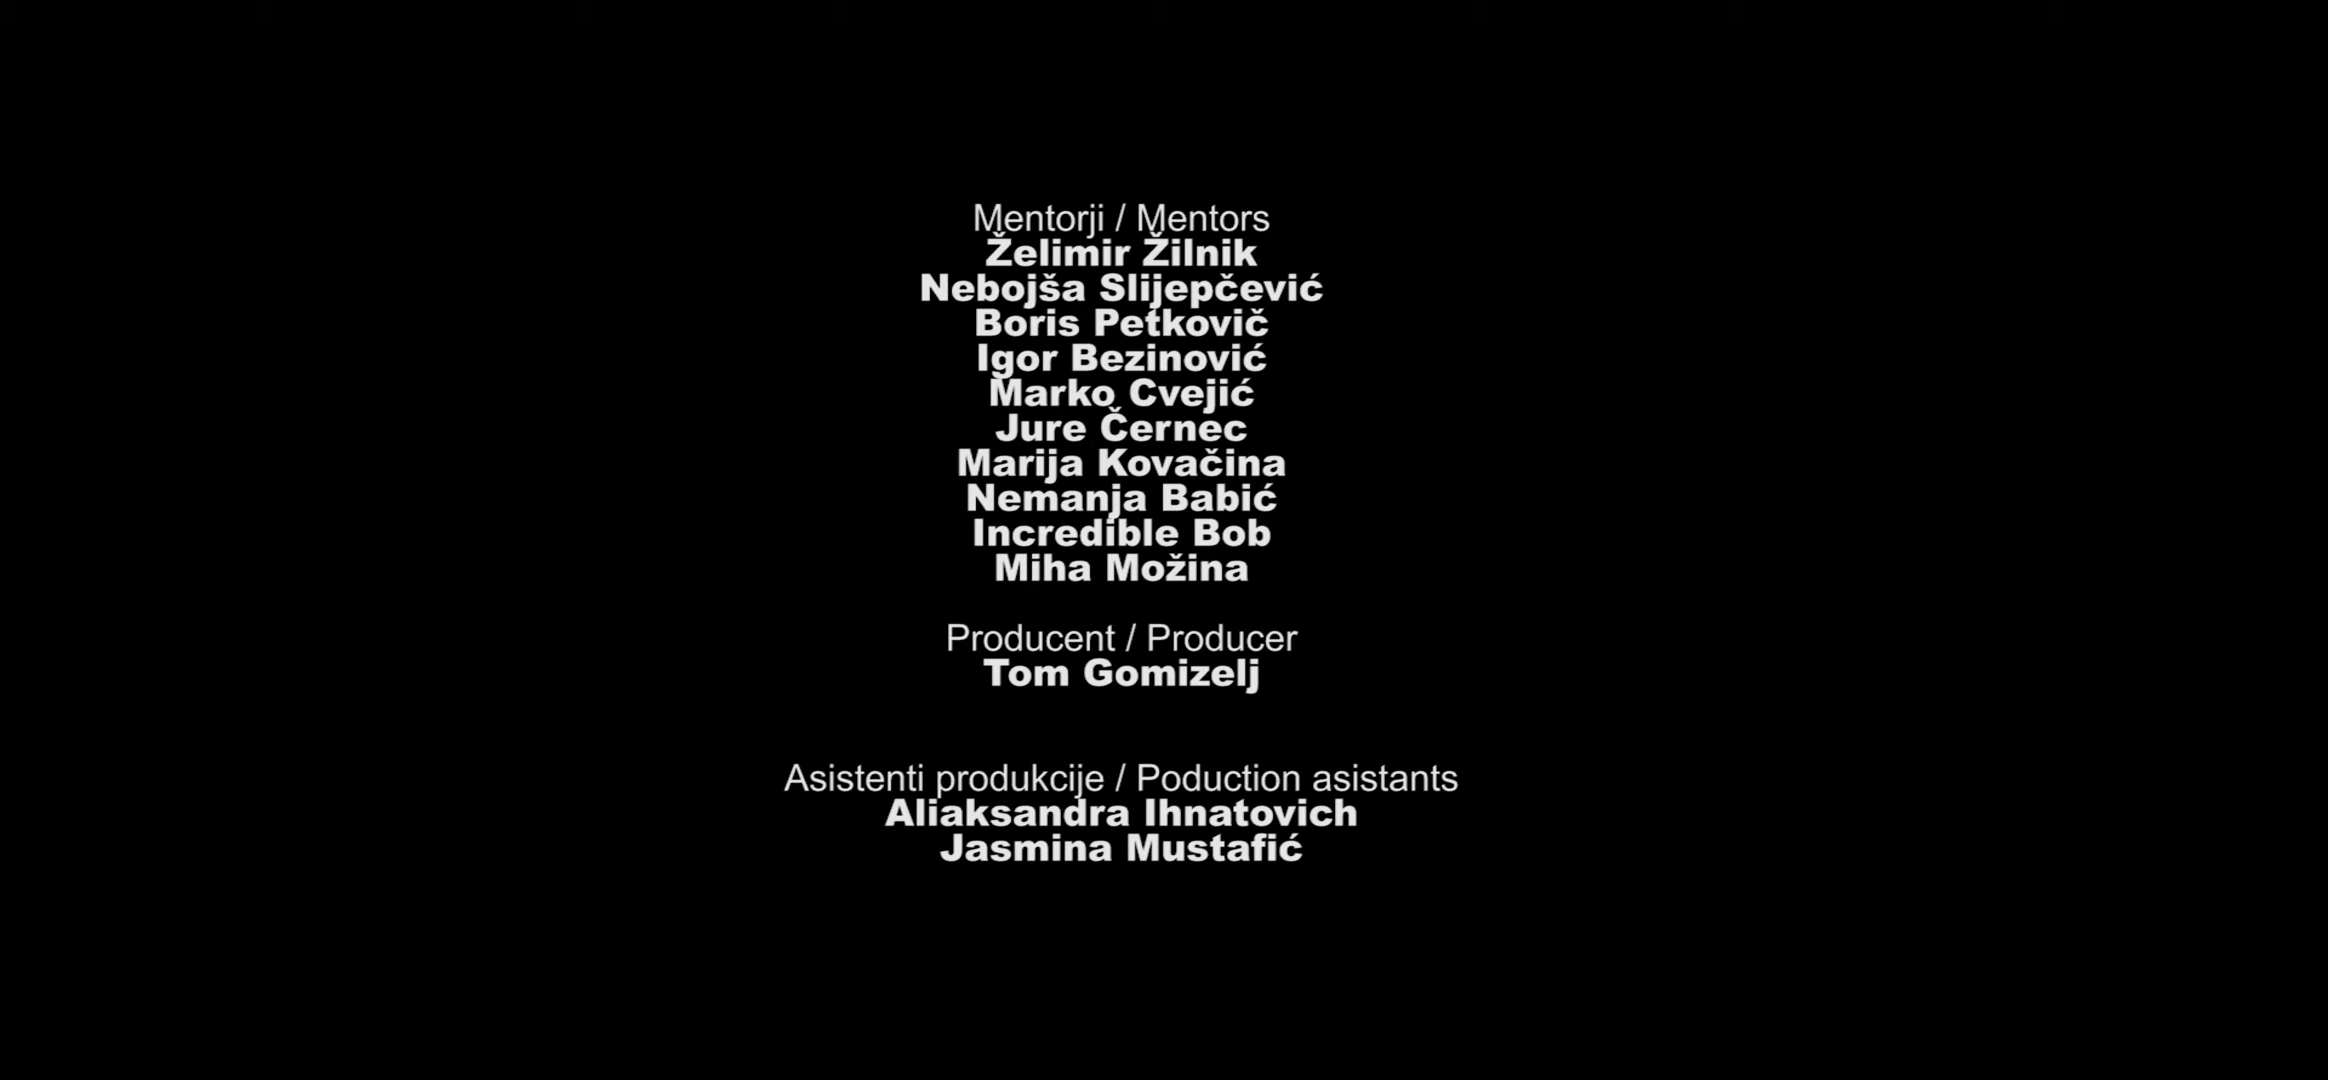 Mentorji / Mentors
Želimir Žilnik
Nebojša Slijepčević
Boris Petkovič
Igor Bezinović
Marko Cvejić
Jure Černec
Marija Kovačina
Nemanja Babić
Incredible Bob
Miha Možina
Producent / Producer
Tom Gomizelj
Asistenti produkcije / Poduction asistants
Aliaksandra Ihnatovich
Jasmina Mustafić